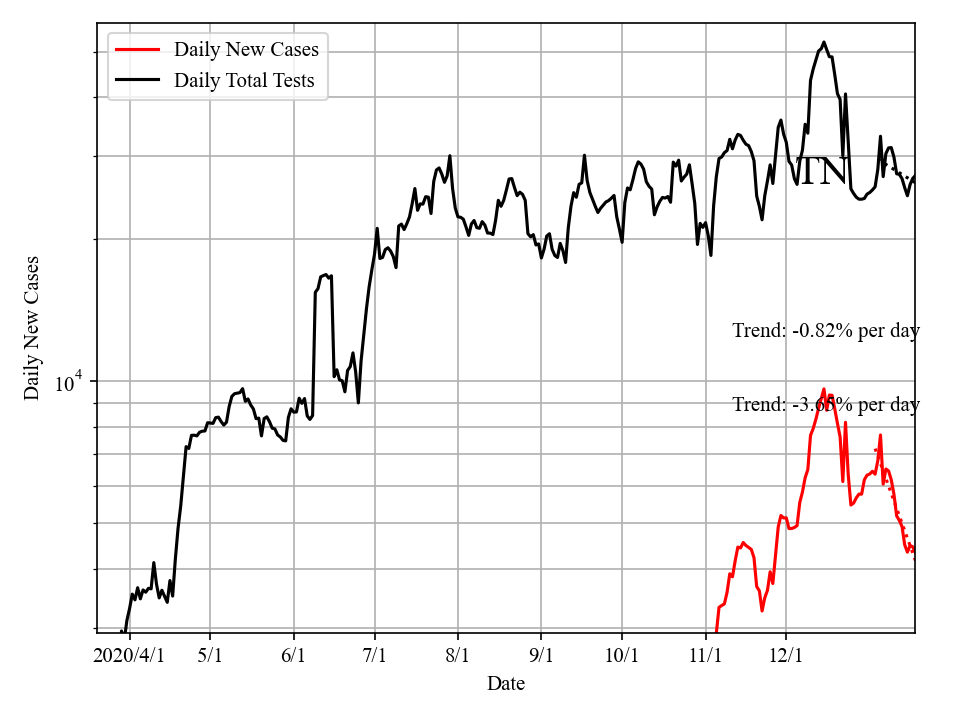 Daily New Cases
Daily Total Tests
TN
Trend: -0.82% per day
Trend: -3.65% per day
Daily New Cases
10^4
2020/4/1 5/1 6/1 7/1 8/1 9/1 10/1 11/1 12/1
Date